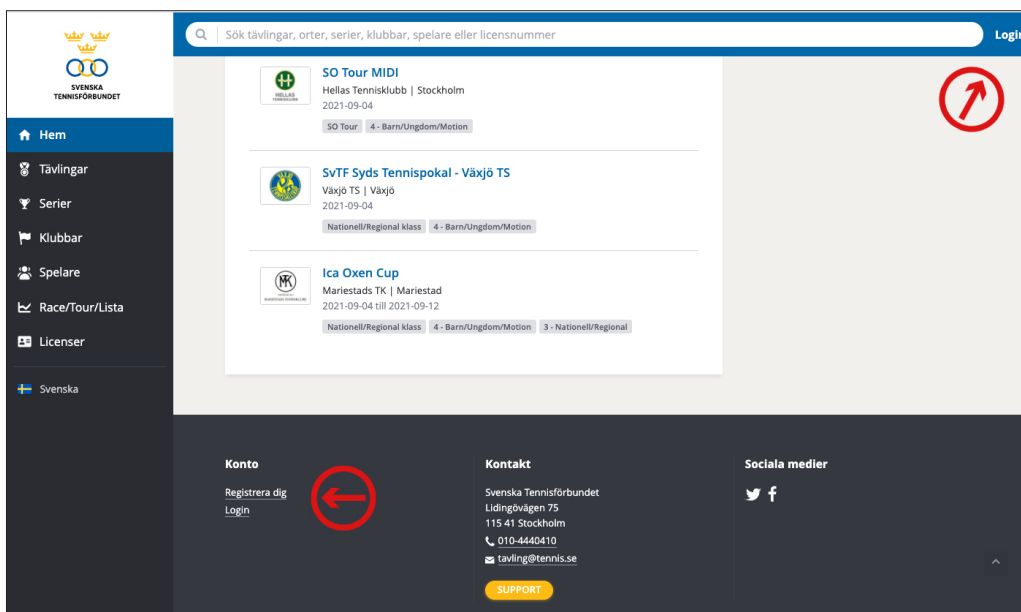 SVENSKA
TENNISFÖRBUNDET
Sök tävlingar, orter, serier, klubbar, spelare eller licensnummer
Login
Hem
Tävlingar
Serier
Klubbar
Spelare
Race/Tour/Lista
Licenser
Svenska
HELLAS
SO Tour MIDI
Hellas Tennisklubb | Stockholm
2021-09-04
SO Tour 4 - Barn/Ungdom/Motion
SvTF Syds Tennispokal - Växjö TS
Växjö TS | Växjö
2021-09-04
Nationell/Regional klass 4 - Barn/Ungdom/Motion
Ica Oxen Cup
Mariestads TK | Mariestad
2021-09-04 till 2021-09-12
Nationell/Regional klass 4 - Barn/Ungdom/Motion 3 - Nationell/Regional
Konto
Registrera dig
Login
Kontakt
Svenska Tennisförbundet
Lidingövägen 75
115 41 Stockholm
010-4440410
tavling@tennis.se
SUPPORT
Sociala medier